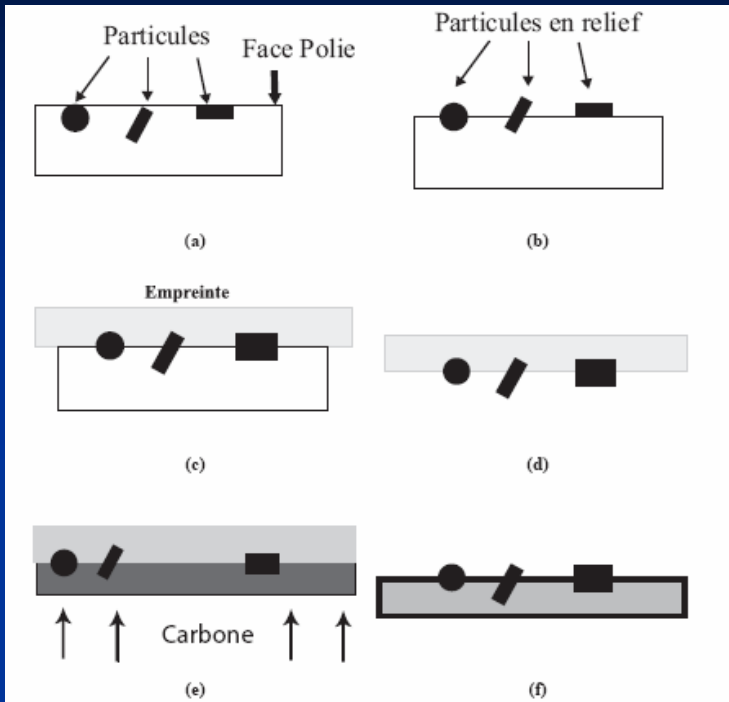 Particules
Face Polie
Particules en relief
(a)
(b)
Empreinte
(c)
(d)
Carbone
(e)
(f)